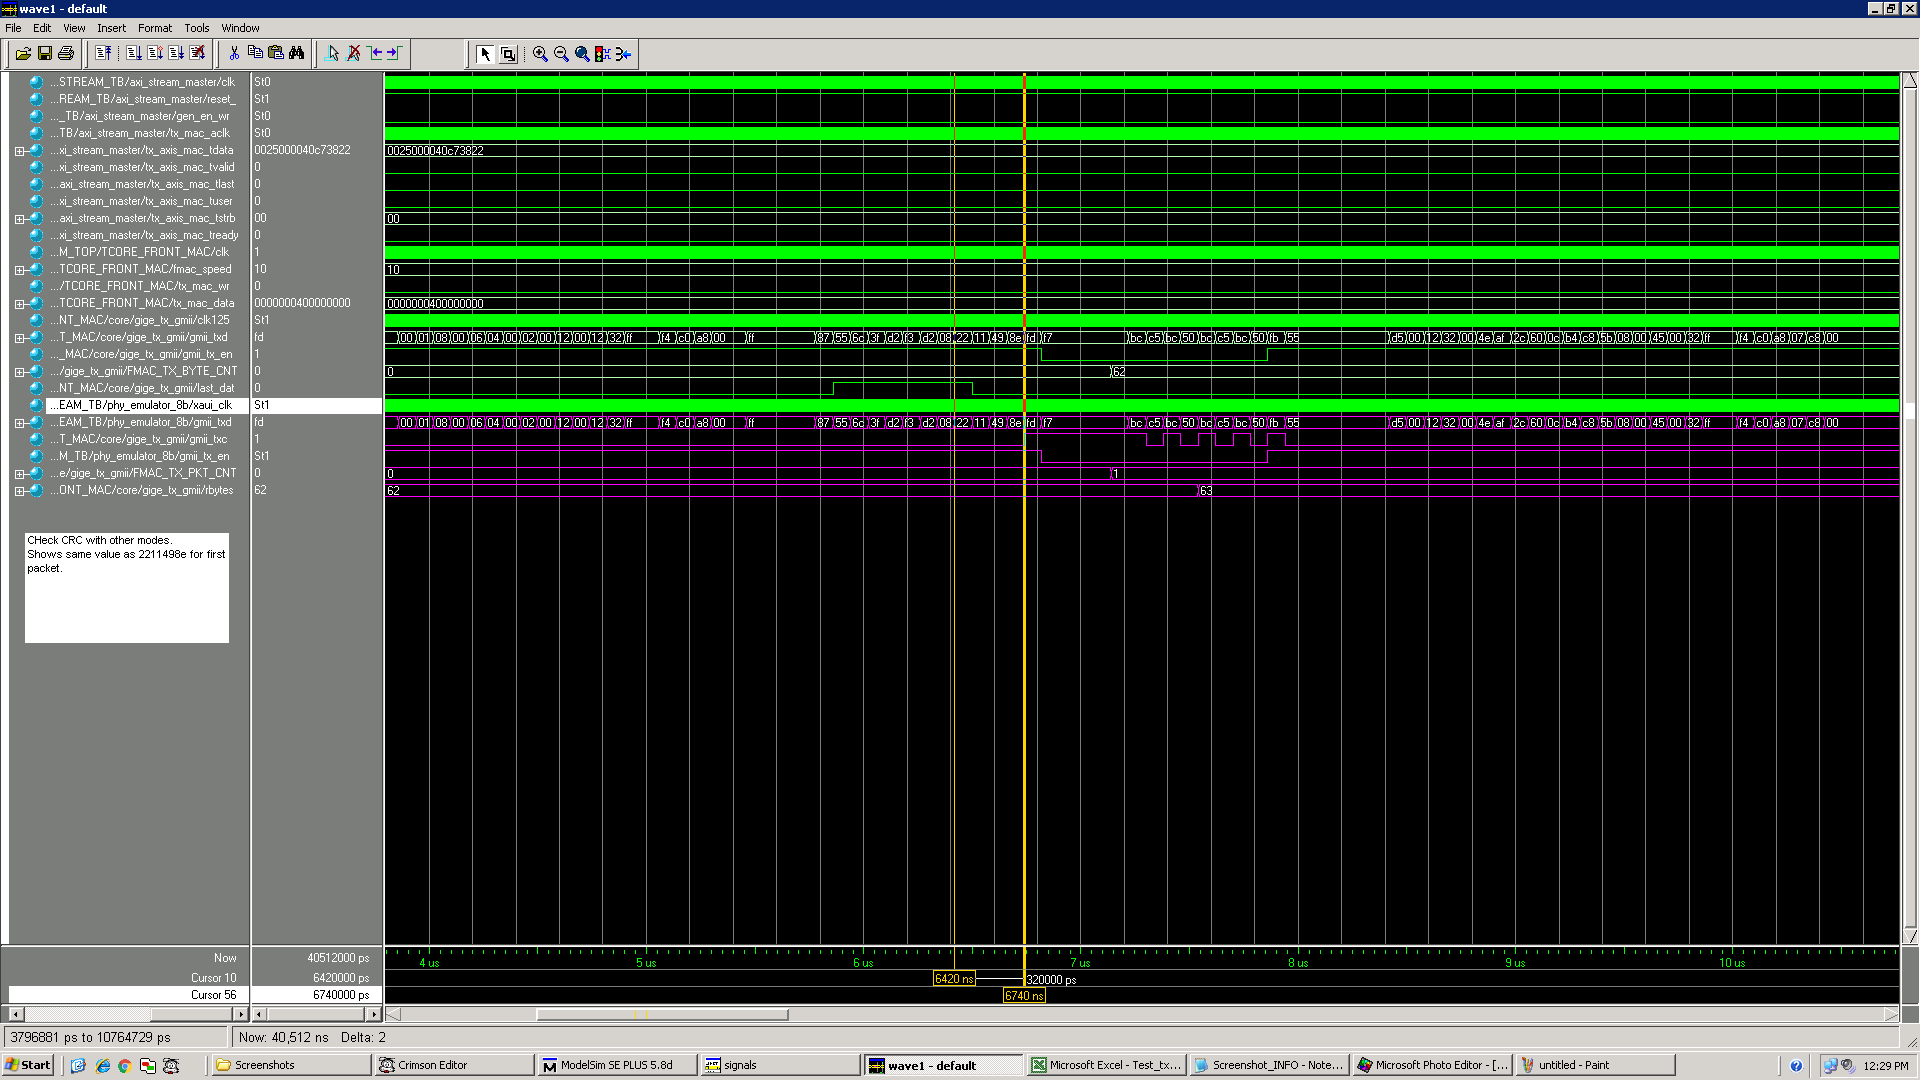 wave1 - default
File Edit View Insert Format Tools Window
...STREAM_TB/axi_stream_master/clk St0
...REAM_TB/axi_stream_master/reset_ St1
..._TB/axi_stream_master/gen_en_wr St0
...TB/axi_stream_master/tx_mac_aclk St0
...xi_stream_master/tx_axis_mac_tdata 0025000040c73822 0025000040c73822
...xi_stream_master/tx_axis_mac_tvalid 0
...axi_stream_master/tx_axis_mac_tlast 0
...xi_stream_master/tx_axis_mac_tuser 0
...axi_stream_master/tx_axis_mac_tstrb 00 00
...xi_stream_master/tx_axis_mac_tready 0
...M_TOP/TCORE_FRONT_MAC/clk 1
...TCORE_FRONT_MAC/fmac_speed 10 10
.../TCORE_FRONT_MAC/tx_mac_wr 0
...TCORE_FRONT_MAC/tx_mac_data 0000000400000000 0000000400000000
...NT_MAC/core/gige_tx_gmii/clk125 St1
...T_MAC/core/gige_tx_gmii/gmii_txd fd 00 01 08 00 06 04 00 02 00 12 00 12 32 ff f4 c0 a8 00 ff 87 55 6c 3f d2 f3 d2 08 22 11 49 8e fd f7 bc c5 bc 50 bc c5 bc 50 fb 55 d5 00 12 32 00 4e af 2c 60 0c b4 c8 5b 08 00 45 00 32 ff f4 c0 a8 07 c8 00
..._MAC/core/gige_tx_gmii/gmii_tx_en 1
.../gige_tx_gmii/FMAC_TX_BYTE_CNT 0 0 62
...NT_MAC/core/gige_tx_gmii/last_dat 0
...EAM_TB/phy_emulator_8b/xaui_clk St1
...EAM_TB/phy_emulator_8b/gmii_txd fd 00 01 08 00 06 04 00 02 00 12 00 12 32 ff f4 c0 a8 00 ff 87 55 6c 3f d2 f3 d2 08 22 11 49 8e fd f7 bc c5 bc 50 bc c5 bc 50 fb 55 d5 00 12 32 00 4e af 2c 60 0c b4 c8 5b 08 00 45 00 32 ff f4 c0 a8 07 c8 00
...T_MAC/core/gige_tx_gmii/gmii_txc 1
...M_TB/phy_emulator_8b/gmii_tx_en St1
...e/gige_tx_gmii/FMAC_TX_PKT_CNT 0 0 1
...ONT_MAC/core/gige_tx_gmii/rbytes 62 62 63
CHeck CRC with other modes.
Shows same value as 2211498e for first
packet.
Now 40512000 ps 4 us 5 us 6 us 7 us 8 us 9 us 10 us
Cursor 10 6420000 ps 6420 ns 320000 ps
Cursor 56 6740000 ps 6740 ns
3796881 ps to 10764729 ps Now: 40,512 ns Delta: 2
Start Screenshots Crimson Editor ModelSim SE PLUS 5.8d signals wave1 - default Microsoft Excel - Test_tx... Screenshot_INFO - Note... Microsoft Photo Editor - [... untitled - Paint 12:29 PM